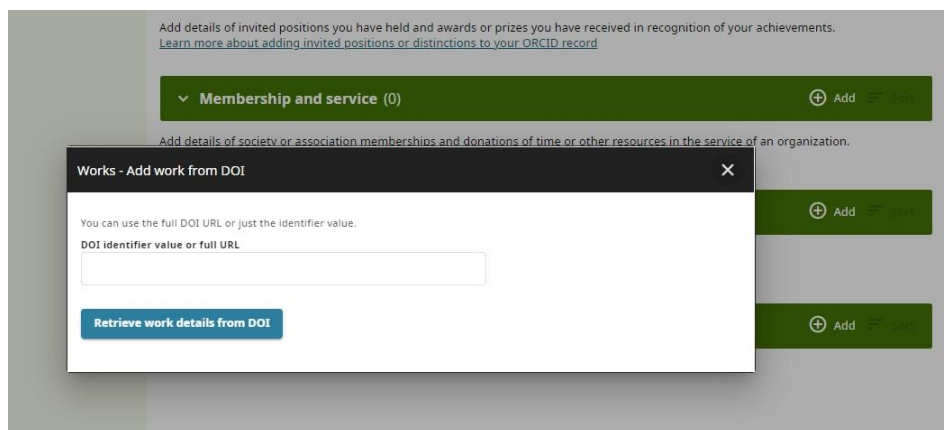 Add details of invited positions you have held and awards or prizes you have received in recognition of your achievements.
Learn more about adding invited positions or distinctions to your ORCID record
Membership and service (0)
Add Sort
Add details of society or association memberships and donations of time or other resources in the service of an organization.
Works - Add work from DOI
Add Sort
You can use the full DOI URL or just the identifier value.
DOI identifier value or full URL
Retrieve work details from DOI
Add Sort